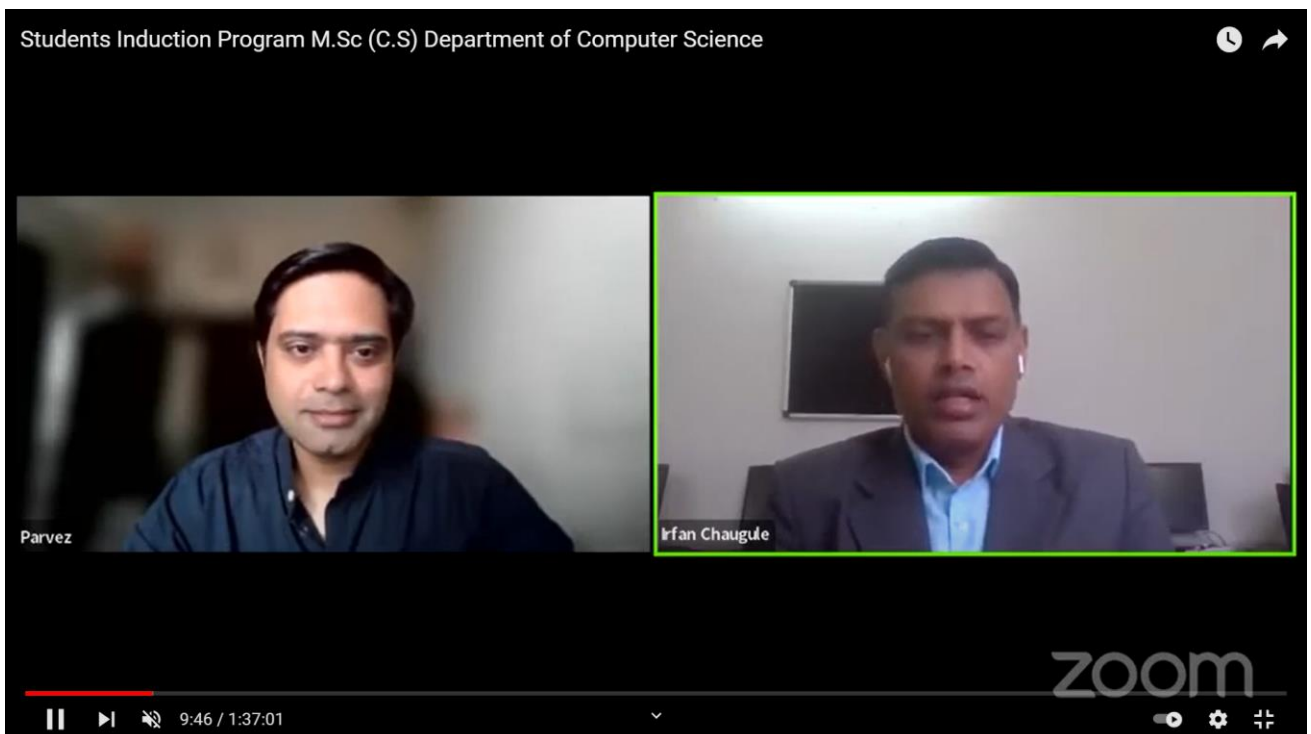 Students Induction Program M.Sc (C.S) Department of Computer Science
Parvez
Irfan Chaugule
zoom
9:46 / 1:37:01